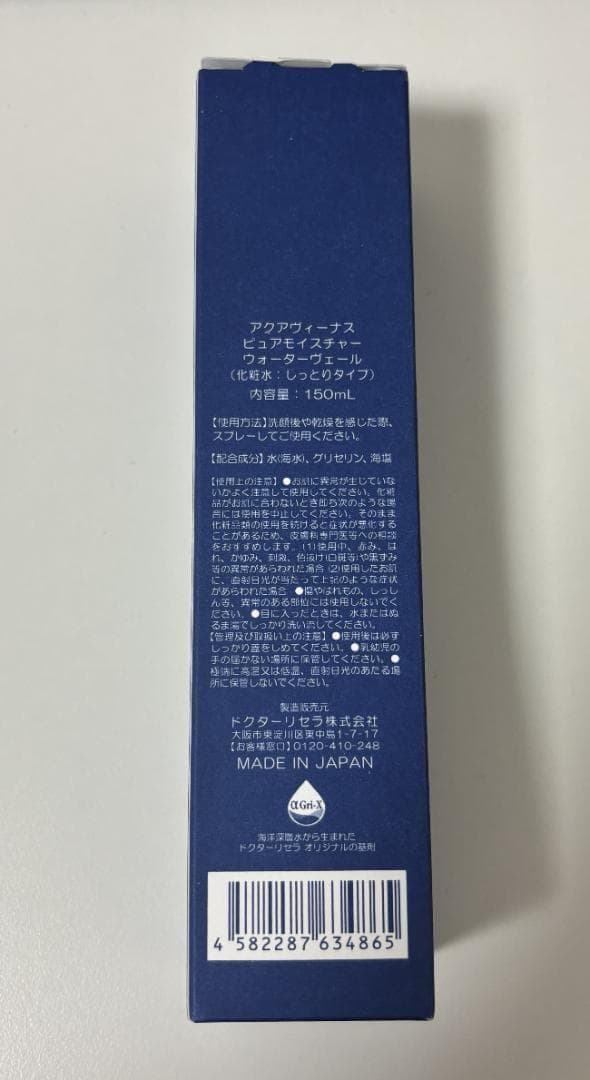 アクアヴィーナス
ピュアモイスチャー
ウォーターヴェール
(化粧水：しっとりタイプ)
内容量：150mL
【使用方法】洗顔後や乾燥を感じた際、
スプレーしてご使用ください。
【配合成分】水(海水)、グリセリン、海塩
【使用上の注意】●お肌に異常が生じていな
いかよく注意して使用してください。化粧
品がお肌に合わないとき即ち次のような場
合には使用を中止してください。そのまま
化粧品類の使用を続けると症状が悪化する
ことがあるため、皮膚科専門医等への相談
をおすすめします。(1)使用中、赤み、は
れ、かゆみ、刺激、色抜け(白斑等)や黒ずみ
等の異常があらわれた場合 (2)使用したお肌
に、直射日光が当たって上記のような症状
があらわれた場合 ●傷やはれもの、しっし
ん等、異常のある部位には使用しないでく
ださい。●目に入ったときは、水またはぬ
るま湯でしっかり洗い流してください。
【管理及び取扱い上の注意】●使用後は必ず
しっかり蓋をしめてください。●乳幼児の
手の届かない場所に保管してください。●
極端に高温又は低温、直射日光のあたる場
所に保管しないでください。
製造販売元
ドクターリセラ株式会社
大阪市東淀川区東中島1-7-17
【お客様窓口】0120-410-248
MADE IN JAPAN
αGri-X
海洋深層水から生まれた
ドクターリセラ オリジナルの基剤
4 582287 634865